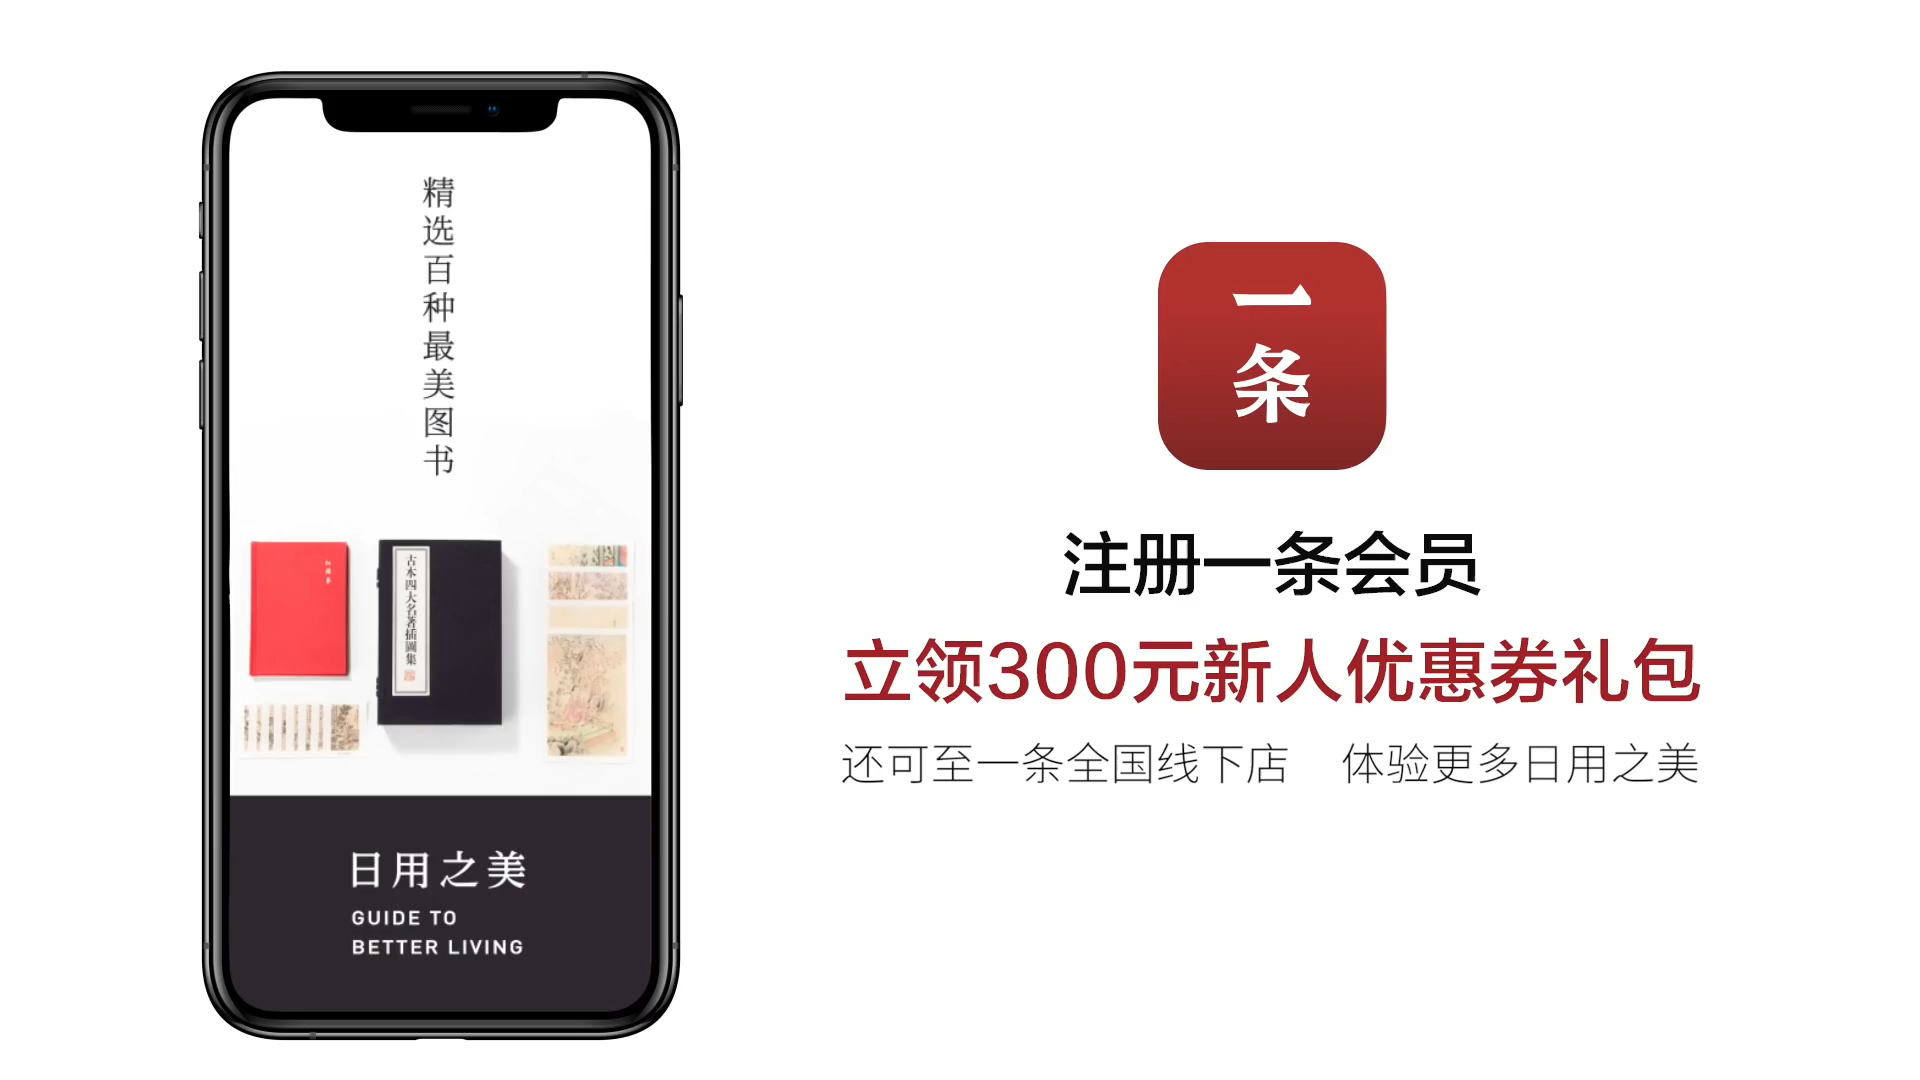 精选百种最美图书
红楼梦
古本四大名著插圖集
日用之美
GUIDE TO
BETTER LIVING
一条
注册一条会员
立领300元新人优惠券礼包
还可至一条全国线下店 体验更多日用之美